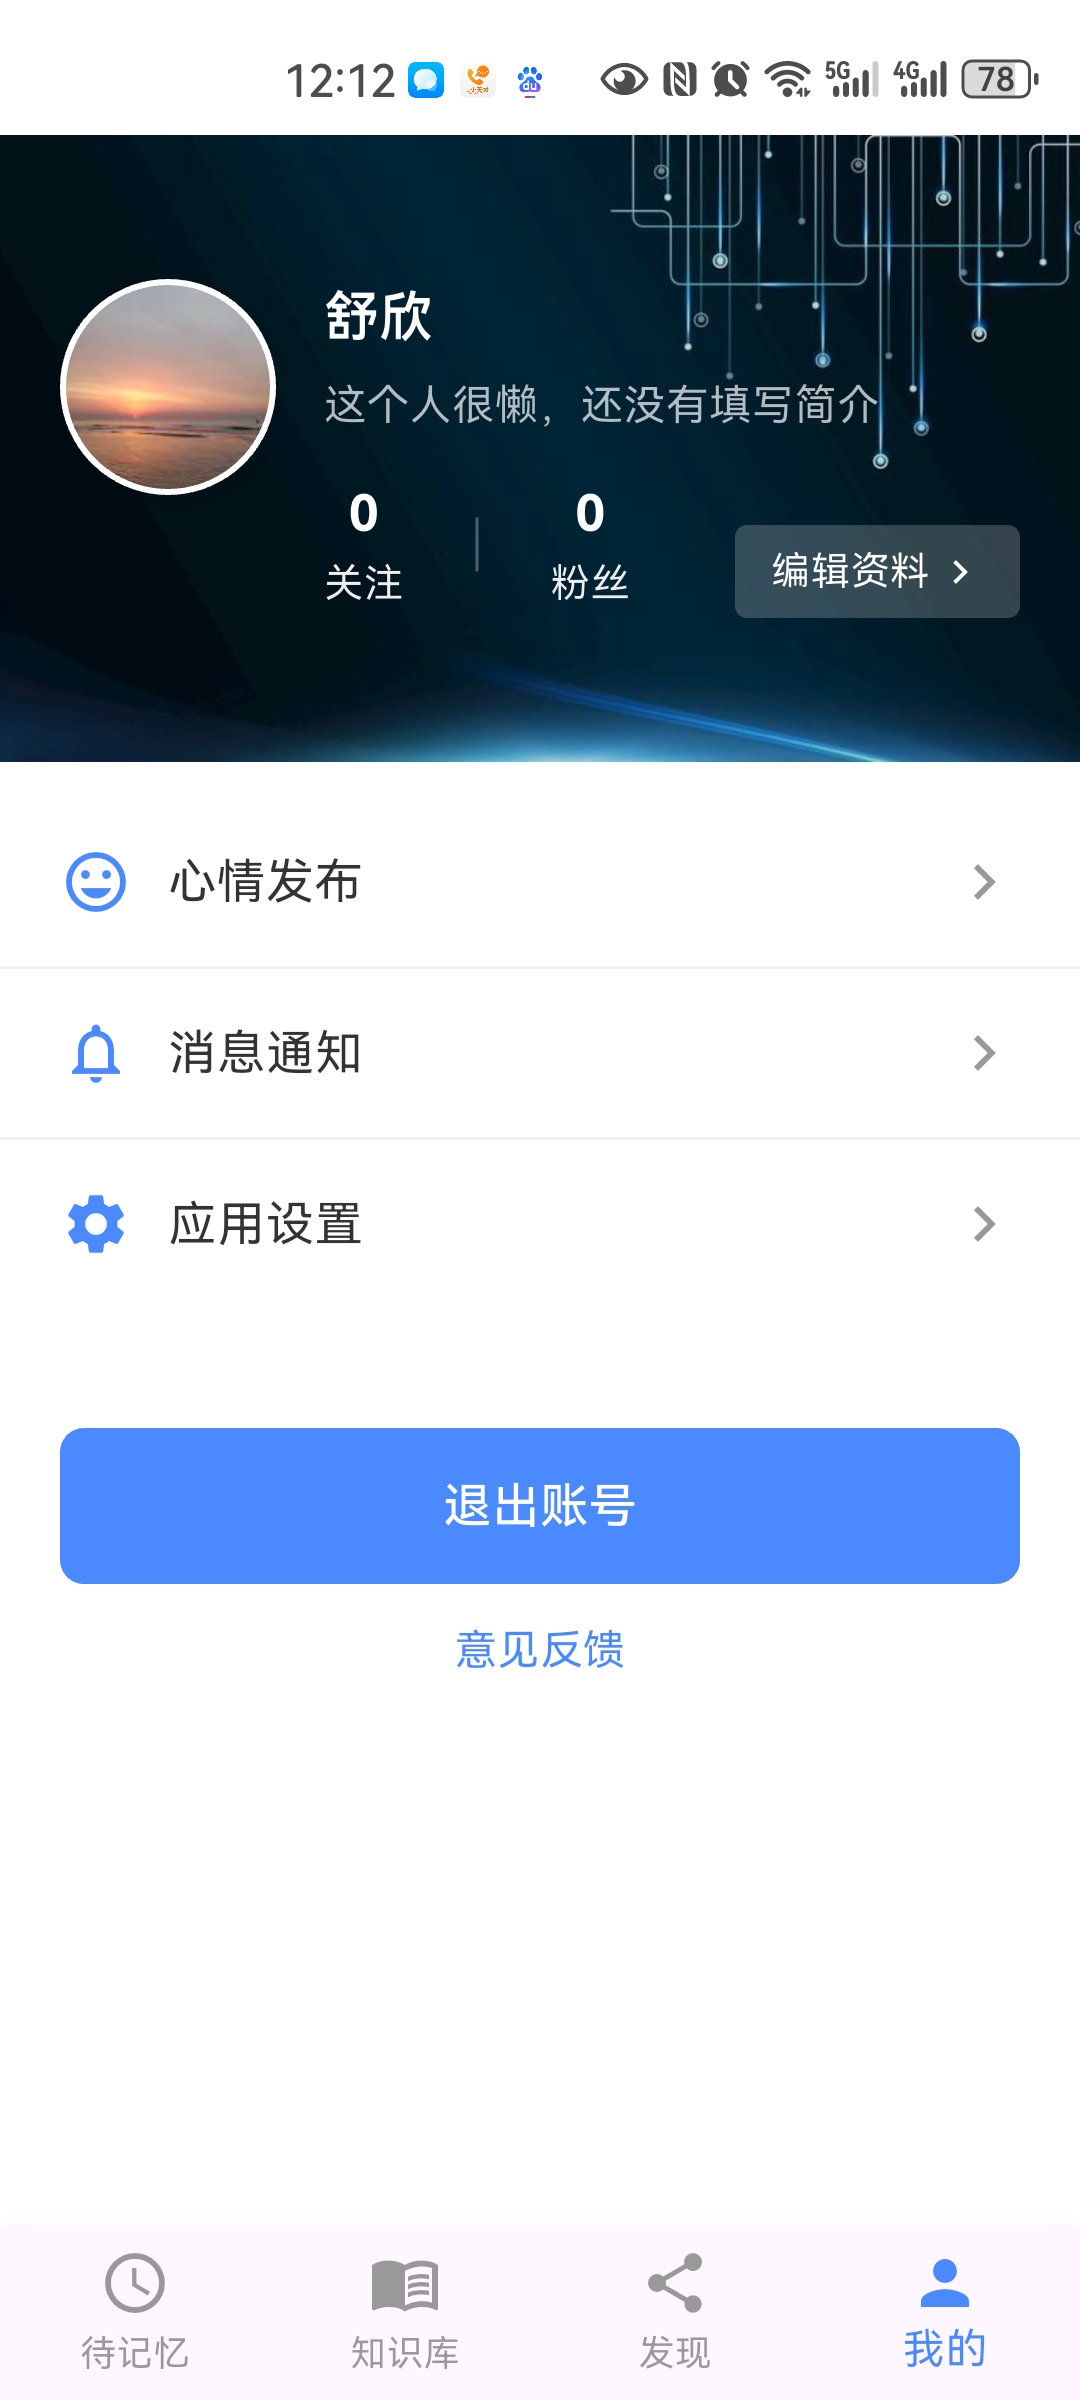 12:12 5G 4G 78
舒欣
这个人很懒，还没有填写简介
0 0
关注 粉丝
编辑资料
心情发布
消息通知
应用设置
退出账号
意见反馈
待记忆 知识库 发现 我的